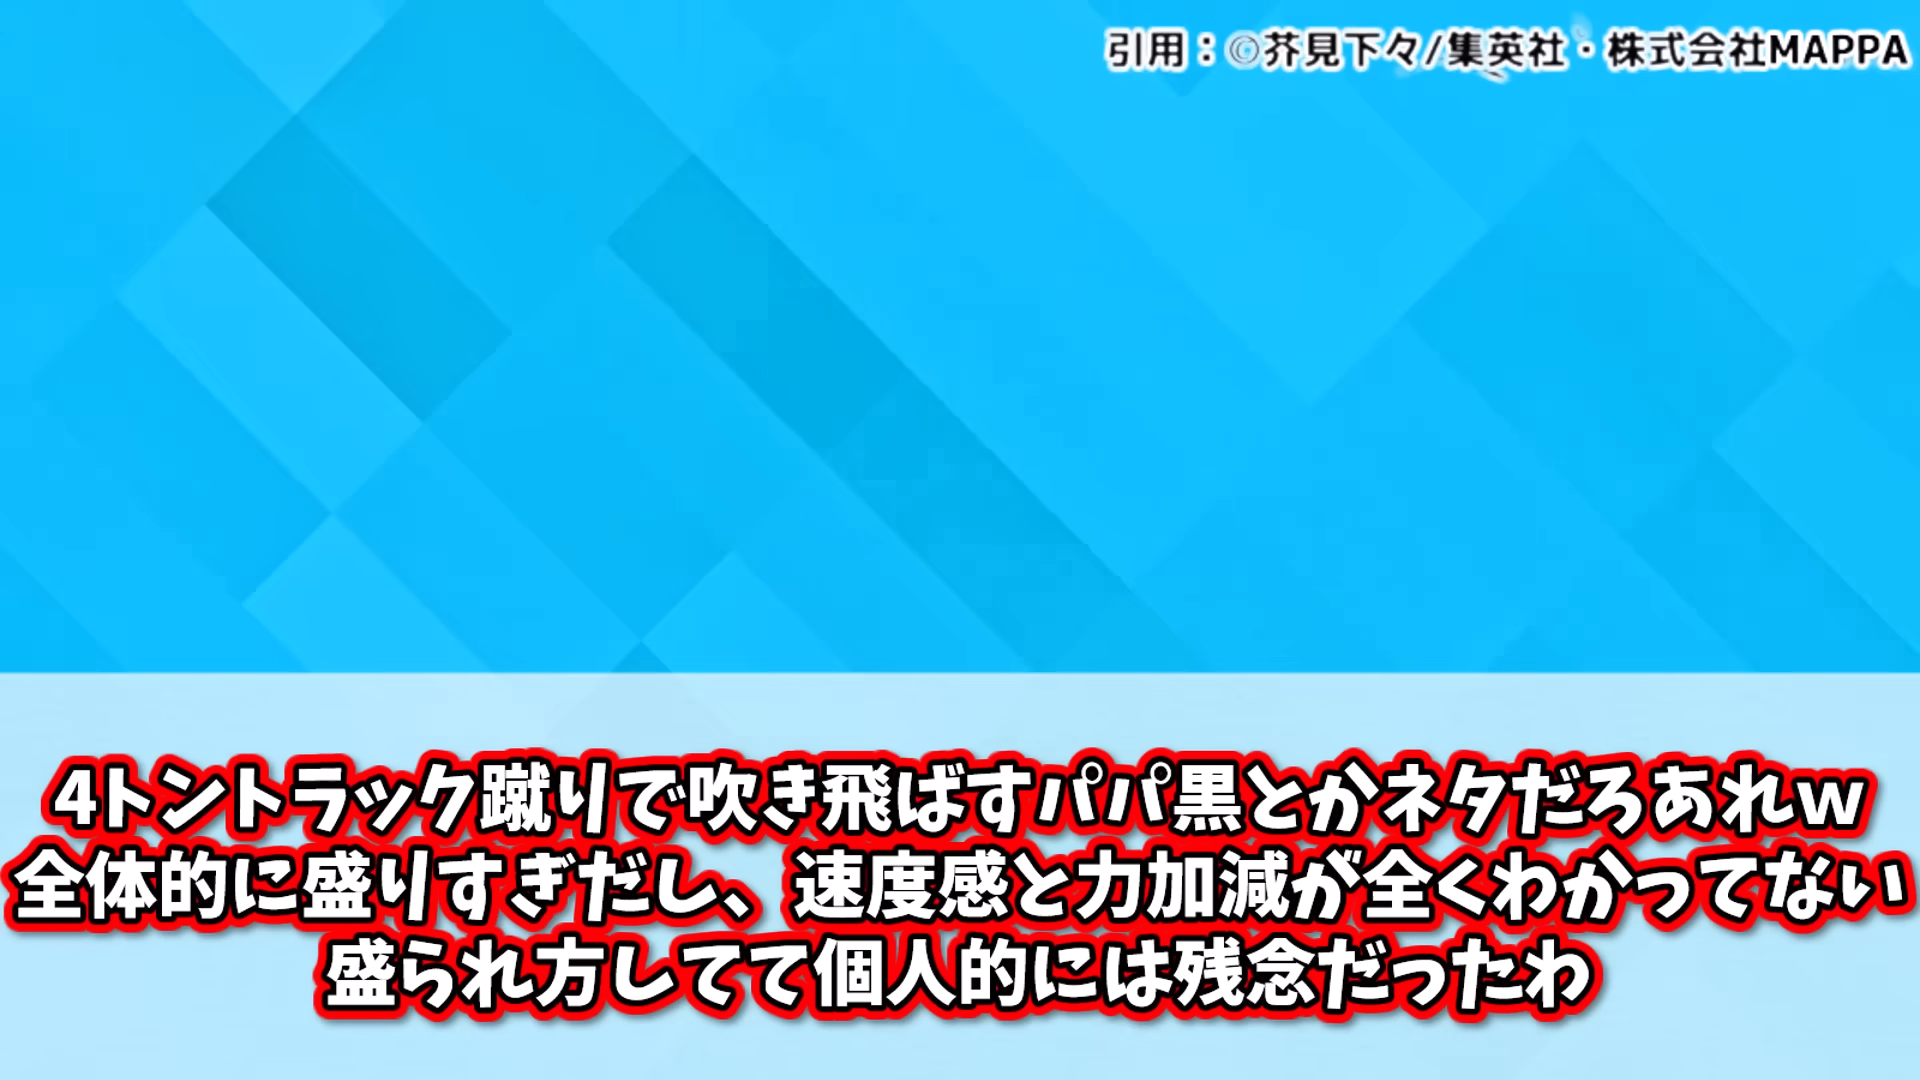 引用：©芥見下々/集英社・株式会社MAPPA
4トントラック蹴りで吹き飛ばすパパ黒とかネタだろあれw
全体的に盛りすぎだし、速度感と力加減が全くわかってない
盛られ方してて個人的には残念だったわ